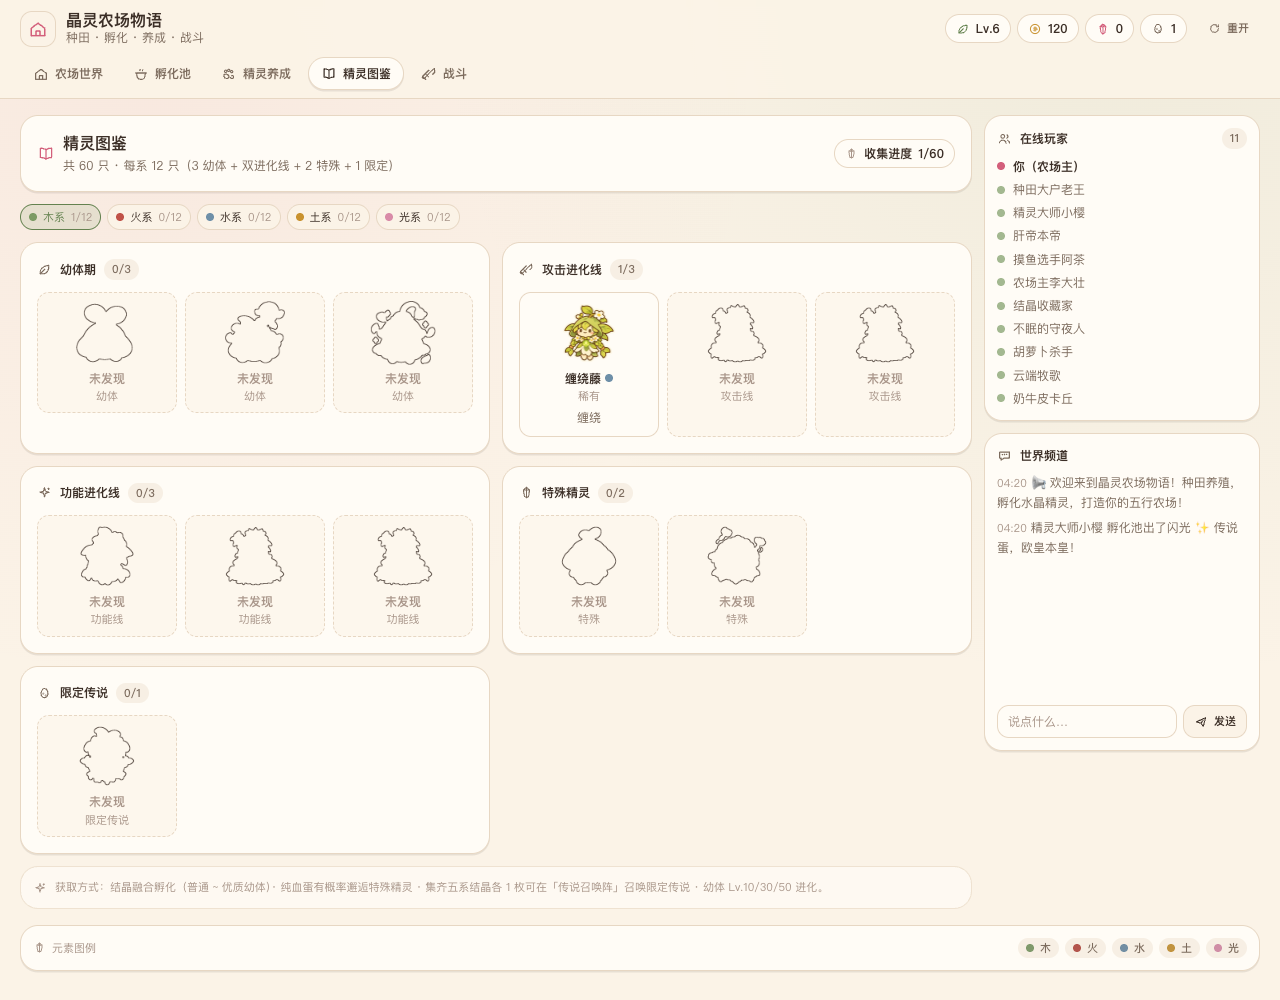 晶灵农场物语
种田 · 孵化 · 养成 · 战斗
Lv.6
120
0
1
重开
农场世界
孵化池
精灵养成
精灵图鉴
战斗
精灵图鉴
共 60 只 · 每系 12 只（3 幼体 + 双进化线 + 2 特殊 + 1 限定）
收集进度 1/60
木系 1/12
火系 0/12
水系 0/12
土系 0/12
光系 0/12
幼体期 0/3
未发现
幼体
未发现
幼体
未发现
幼体
攻击进化线 1/3
缠绕藤
稀有
缠绕
未发现
攻击线
未发现
攻击线
功能进化线 0/3
未发现
功能线
未发现
功能线
未发现
功能线
特殊精灵 0/2
未发现
特殊
未发现
特殊
限定传说 0/1
未发现
限定传说
获取方式：结晶融合孵化（普通 ~ 优质幼体）· 纯血蛋有概率邂逅特殊精灵 · 集齐五系结晶各 1 枚可在「传说召唤阵」召唤限定传说 · 幼体 Lv.10/30/50 进化。
在线玩家 11
你（农场主）
种田大户老王
精灵大师小樱
肝帝本帝
摸鱼选手阿茶
农场主李大壮
结晶收藏家
不眠的守夜人
胡萝卜杀手
云端牧歌
奶牛皮卡丘
世界频道
04:20 📢 欢迎来到晶灵农场物语！种田养殖，
孵化水晶精灵，打造你的五行农场！
04:20 精灵大师小樱 孵化池出了闪光 ✨ 传说
蛋，欧皇本皇！
说点什么...
发送
元素图例
木
火
水
土
光